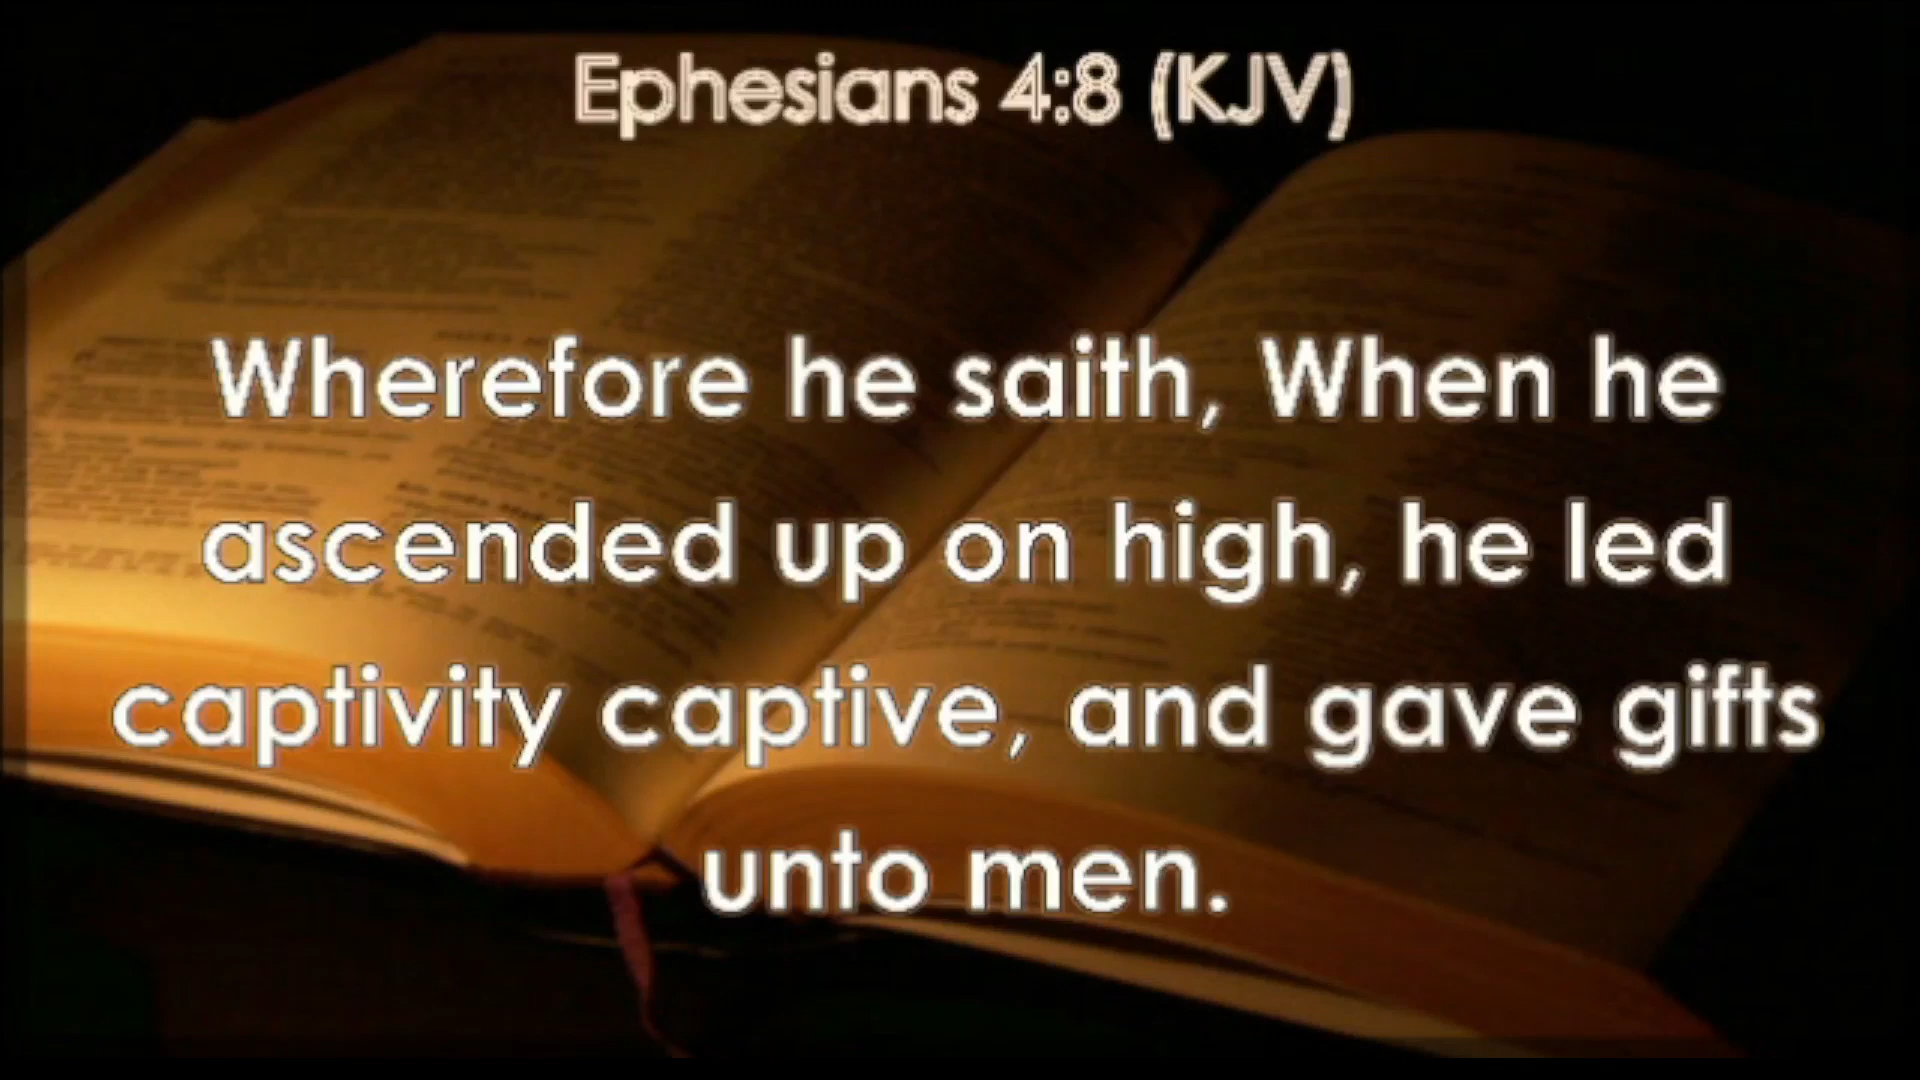 Ephesians 4:8 (KJV)
Wherefore he saith, When he
ascended up on high, he led
captivity captive, and gave gifts
unto men.